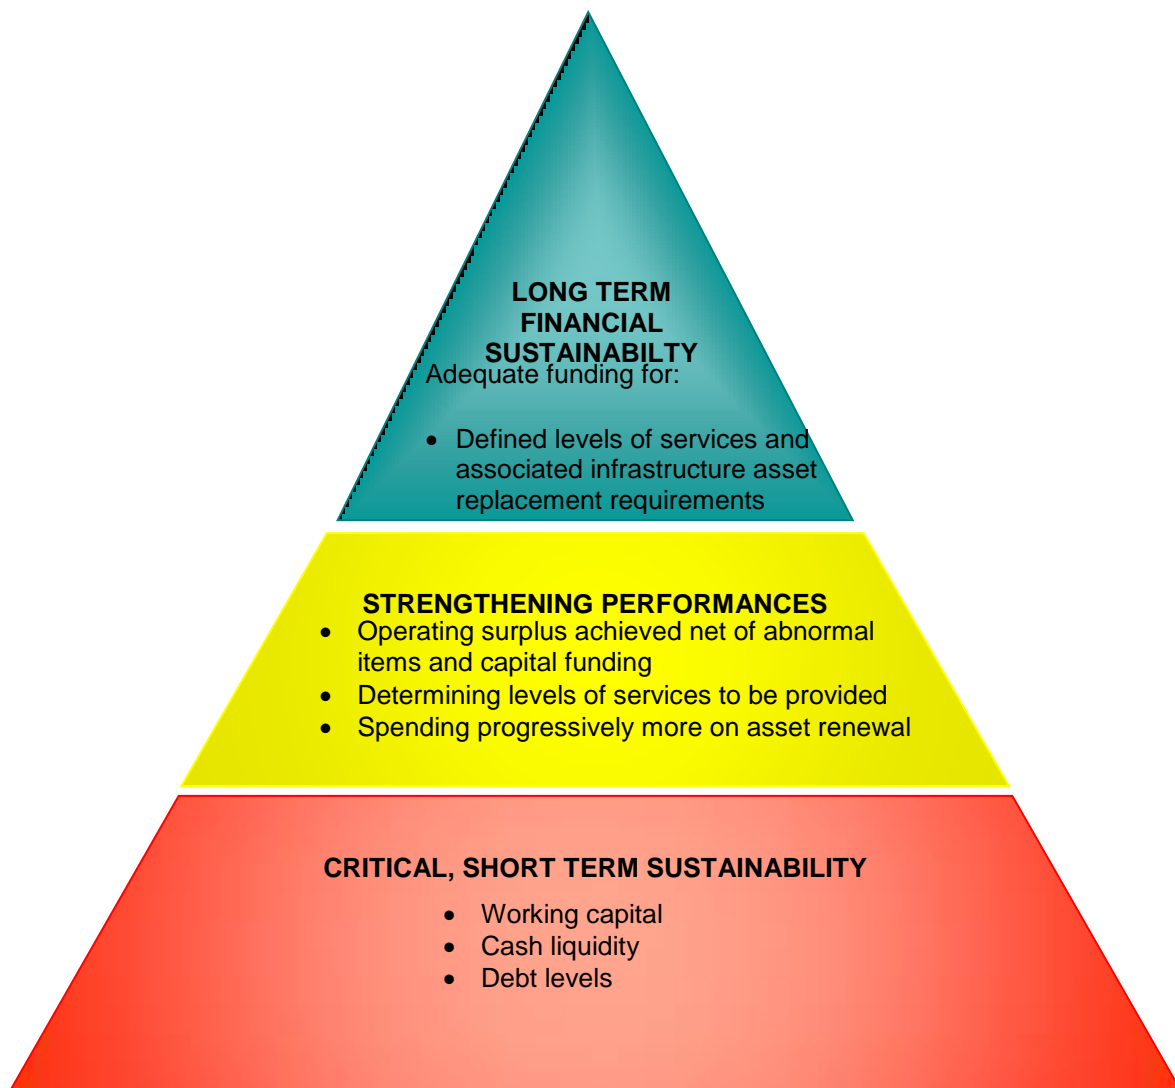 LONG TERM
FINANCIAL
SUSTAINABILTY
Adequate funding for:
• Defined levels of services and
associated infrastructure asset
replacement requirements
STRENGTHENING PERFORMANCES
• Operating surplus achieved net of abnormal
items and capital funding
• Determining levels of services to be provided
• Spending progressively more on asset renewal
CRITICAL, SHORT TERM SUSTAINABILITY
• Working capital
• Cash liquidity
• Debt levels